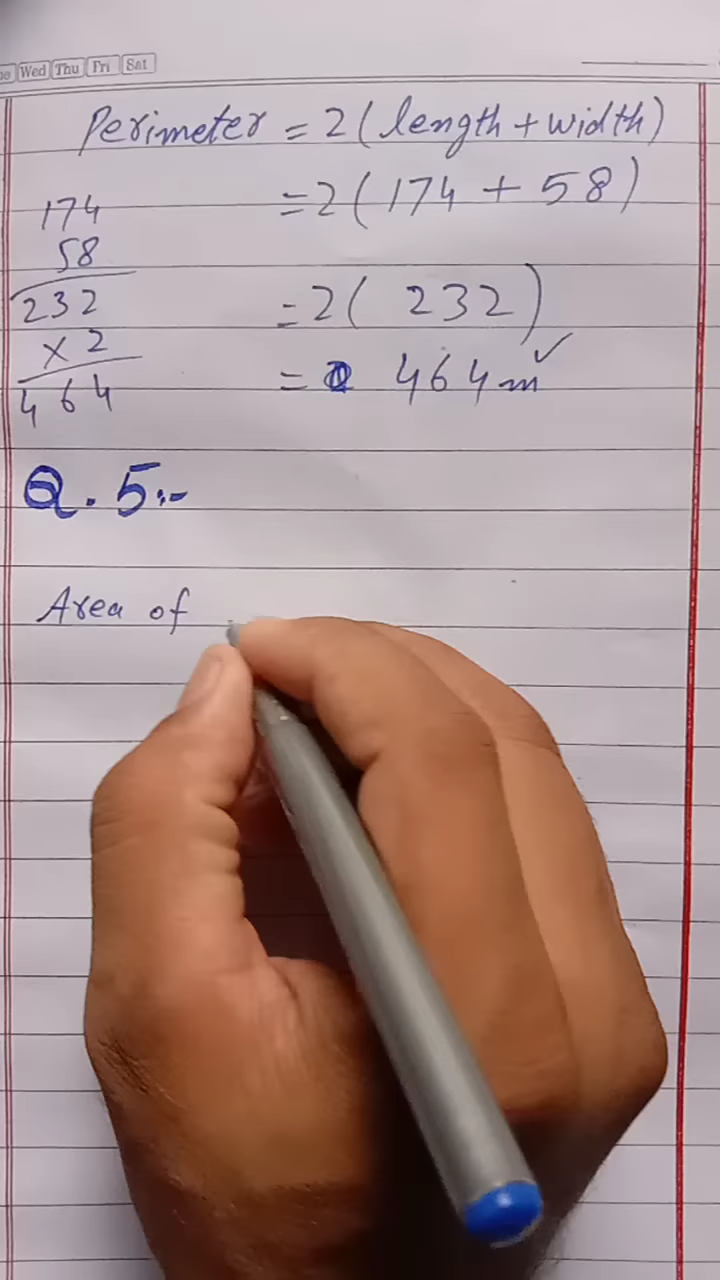 Wed Thu Fri Sat
Perimeter = 2 (length + width)
= 2 (174 + 58)
= 2 ( 232 )
= 464 m
174
58
232
x 2
464
Q. 5:-
Area of